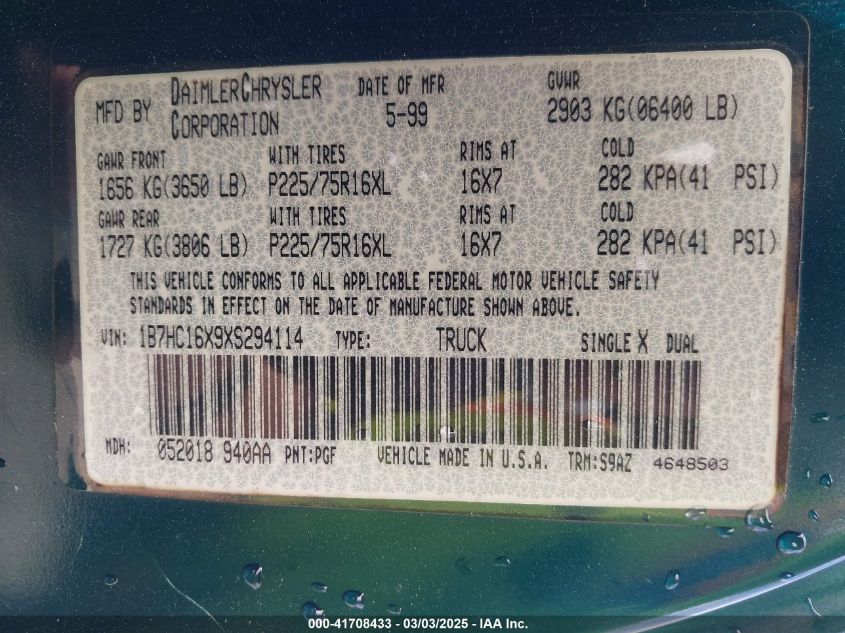 MFD BY DAIMLERCHRYSLER CORPORATION DATE OF MFR 5-99 GVWR 2903 KG(06400 LB)
GAWR FRONT WITH TIRES RIMS AT COLD
1656 KG(3650 LB) P225/75R16XL 16X7 282 KPA(41 PSI)
GAWR REAR WITH TIRES RIMS AT COLD
1727 KG(3806 LB) P225/75R16XL 16X7 282 KPA(41 PSI)
THIS VEHICLE CONFORMS TO ALL APPLICABLE FEDERAL MOTOR VEHICLE SAFETY
STANDARDS IN EFFECT ON THE DATE OF MANUFACTURE SHOWN ABOVE.
VIN: 1B7HC16X9XS294114 TYPE: TRUCK SINGLE X DUAL
MDH: 052018 940AA PNT:PGF VEHICLE MADE IN U.S.A. TRM:S9AZ 4648503
000-41708433 - 03/03/2025 - IAA Inc.